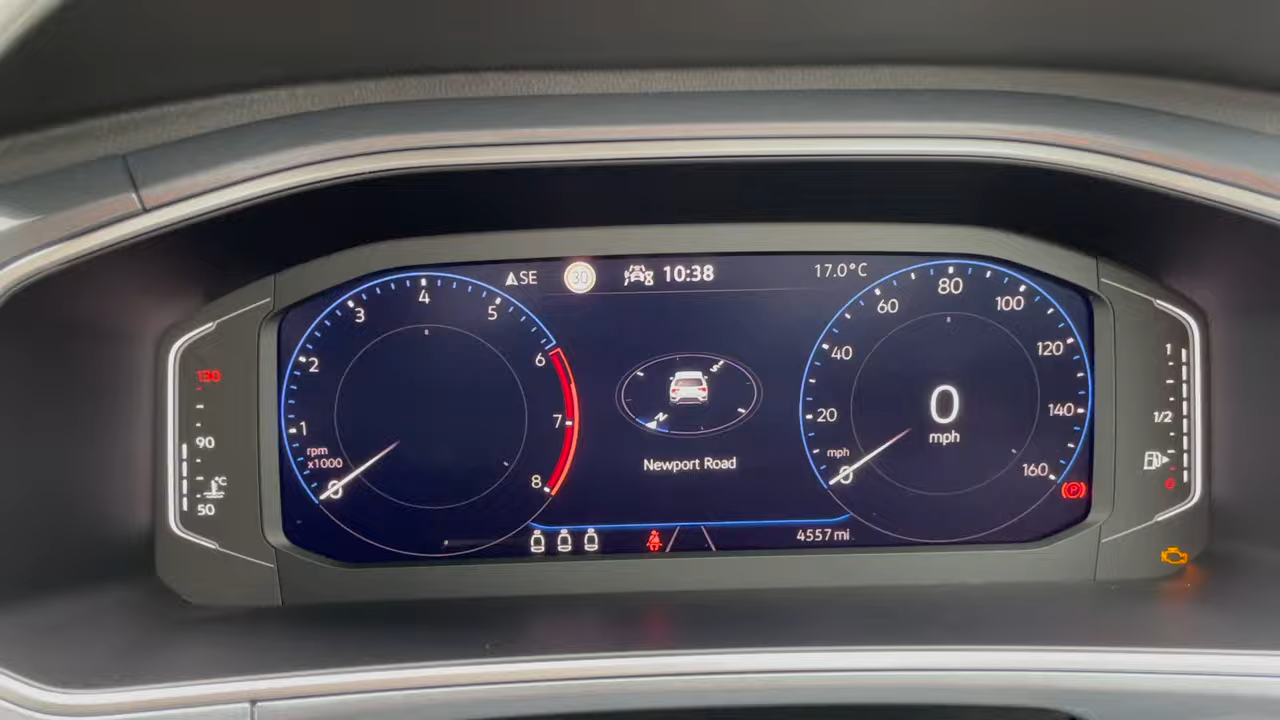 SE 30 10:38 17.0°C
0 1 2 3 4 5 6 7 8
rpm
x1000
130
90
°C
50
S
N
Newport Road
0 20 40 60 80 100 120 140 160
mph
0
mph
(P)
1
1/2
0
4557 mi